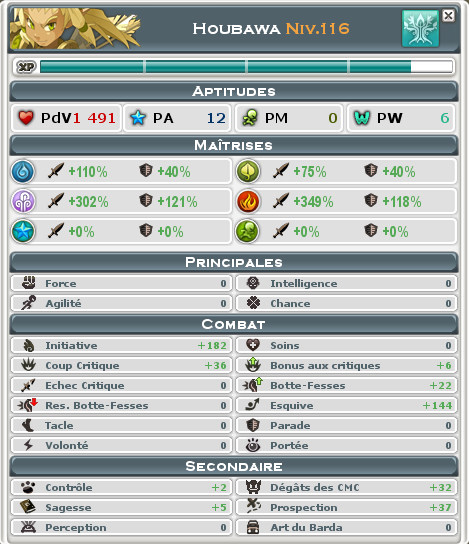 Houbawa Niv.116
XP
Aptitudes
PdV 1 491 PA 12 PM 0 PW 6
Maîtrises
+110% +40% +75% +40%
+302% +121% +349% +118%
+0% +0% +0% +0%
Principales
Force 0 Intelligence 0
Agilité 0 Chance 0
Combat
Initiative +182 Soins 0
Coup Critique +36 Bonus aux critiques +6
Echec Critique 0 Botte-Fesses +22
Res. Botte-Fesses 0 Esquive +144
Tacle 0 Parade 0
Volonté 0 Portée 0
Secondaire
Contrôle +2 Dégâts des CMC +32
Sagesse +5 Prospection +37
Perception 0 Art du Barda 0